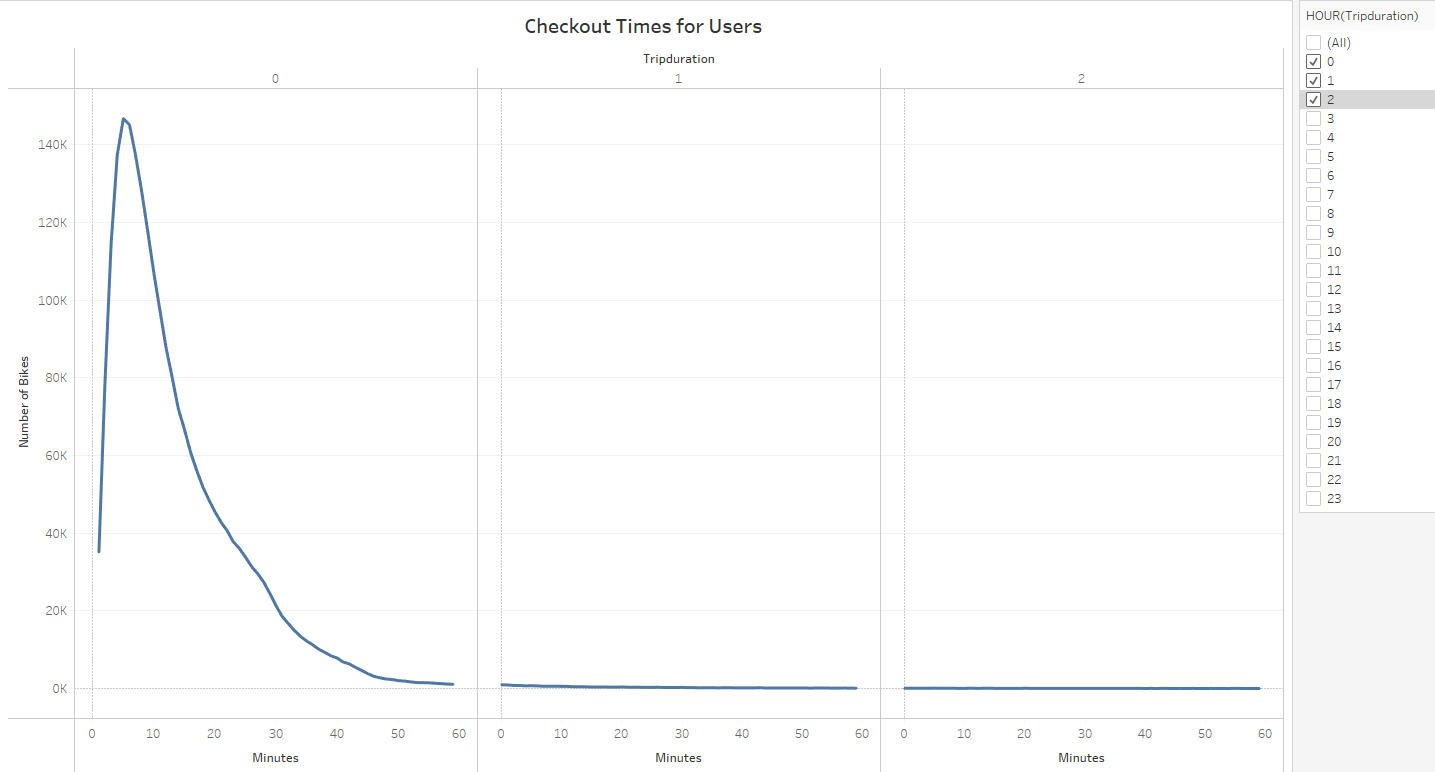 Checkout Times for Users
Tripduration
0 1 2
140K
120K
100K
80K
60K
40K
20K
0K
Number of Bikes
0 10 20 30 40 50 60 0 10 20 30 40 50 60 0 10 20 30 40 50 60
Minutes Minutes Minutes
HOUR(Tripduration)
(All)
0
1
2
3
4
5
6
7
8
9
10
11
12
13
14
15
16
17
18
19
20
21
22
23